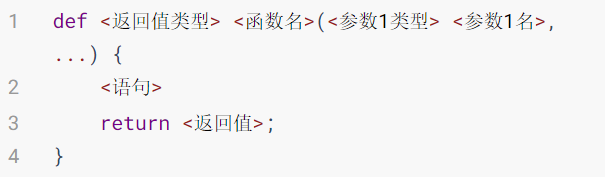 1 def <返回值类型> <函数名>(<参数1类型> <参数1名>,
...) {
2 <语句>
3 return <返回值>;
4 }